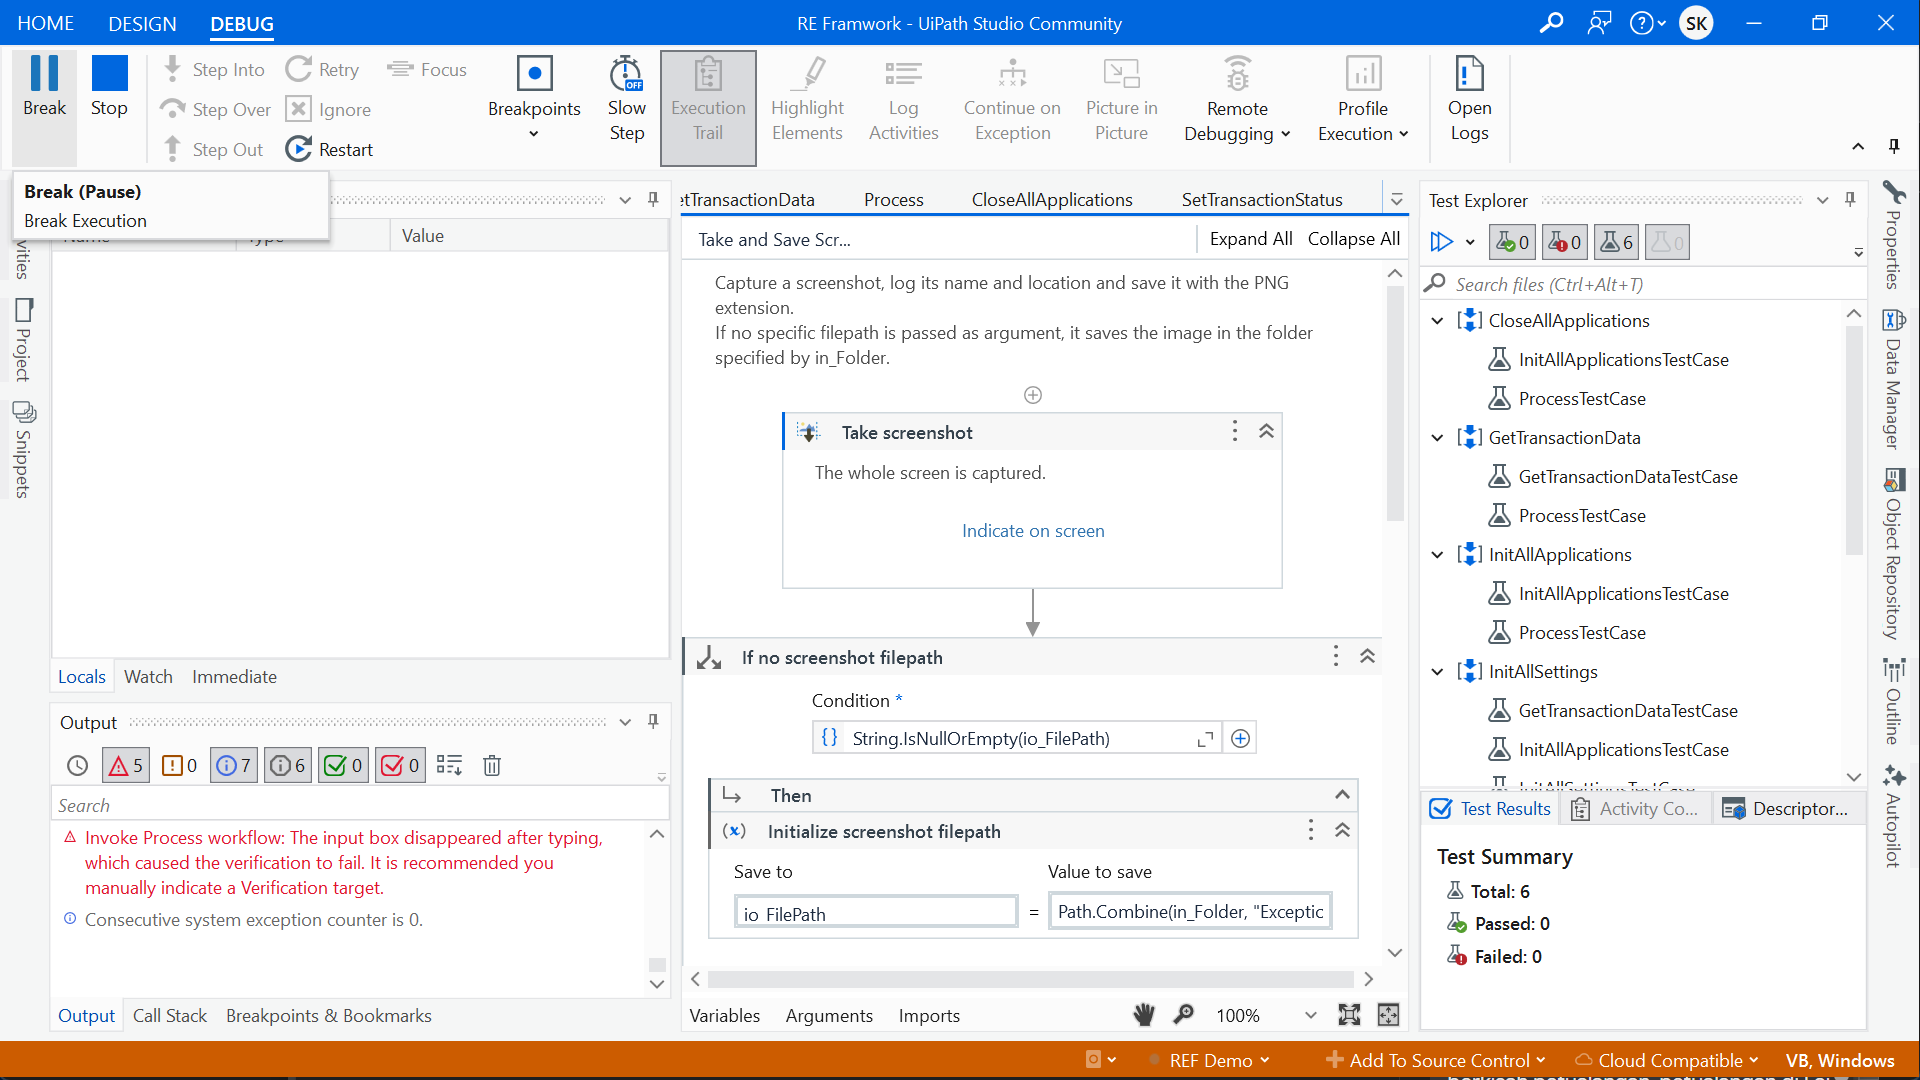 HOME DESIGN DEBUG
RE Framwork - UiPath Studio Community
SK
Break
Stop
Step Into
Step Over
Step Out
Retry
Ignore
Restart
Focus
Breakpoints
Slow Step
OFF
Execution Trail
Highlight Elements
Log Activities
Continue on Exception
Picture in Picture
Remote Debugging
Profile Execution
Open Logs
Break (Pause)
Break Execution
Value
Project
Snippets
Locals Watch Immediate
Output
5 0 7 6 0 0
Search
Invoke Process workflow: The input box disappeared after typing,
which caused the verification to fail. It is recommended you
manually indicate a Verification target.
Consecutive system exception counter is 0.
Output Call Stack Breakpoints & Bookmarks
etTransactionData Process CloseAllApplications SetTransactionStatus
Take and Save Scr... Expand All Collapse All
Capture a screenshot, log its name and location and save it with the PNG
extension.
If no specific filepath is passed as argument, it saves the image in the folder
specified by in_Folder.
Take screenshot
The whole screen is captured.
Indicate on screen
If no screenshot filepath
Condition *
String.IsNullOrEmpty(io_FilePath)
Then
Initialize screenshot filepath
Save to Value to save
io_FilePath = Path.Combine(in_Folder, "Exceptic
Variables Arguments Imports 100%
Test Explorer
0 0 6 0
Search files (Ctrl+Alt+T)
CloseAllApplications
InitAllApplicationsTestCase
ProcessTestCase
GetTransactionData
GetTransactionDataTestCase
ProcessTestCase
InitAllApplications
InitAllApplicationsTestCase
ProcessTestCase
InitAllSettings
GetTransactionDataTestCase
InitAllApplicationsTestCase
InitAllSettingsTestCase
Test Results Activity Co... Descriptor...
Test Summary
Total: 6
Passed: 0
Failed: 0
Properties
Data Manager
Object Repository
Outline
Autopilot
REF Demo Add To Source Control Cloud Compatible VB, Windows